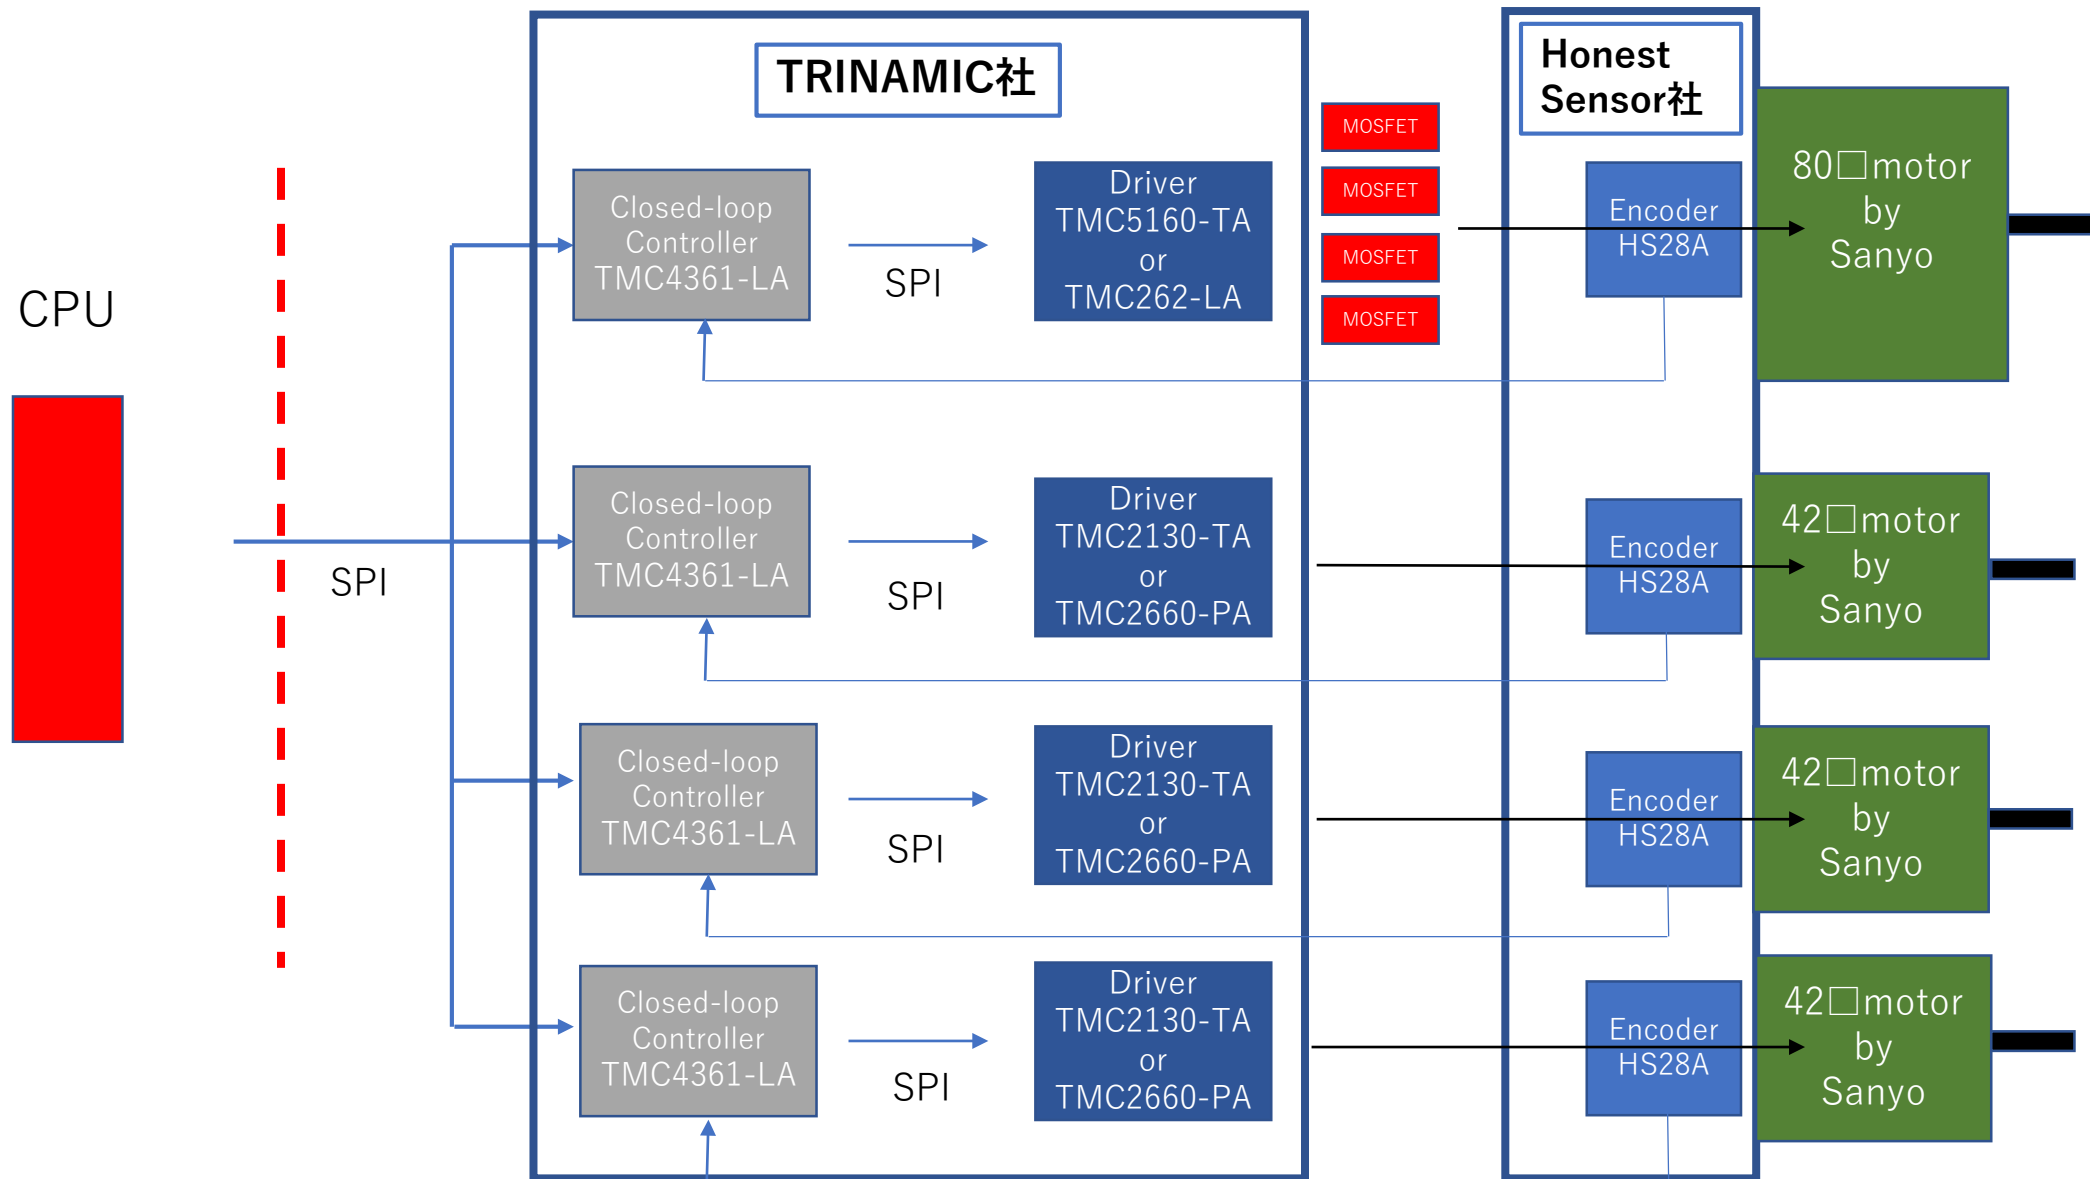 TRINAMIC社
Honest
Sensor社
CPU
SPI
Closed-loop
Controller
TMC4361-LA
SPI
Driver
TMC5160-TA
or
TMC262-LA
MOSFET
MOSFET
MOSFET
MOSFET
Encoder
HS28A
80□motor
by
Sanyo
Closed-loop
Controller
TMC4361-LA
SPI
Driver
TMC2130-TA
or
TMC2660-PA
Encoder
HS28A
42□motor
by
Sanyo
Closed-loop
Controller
TMC4361-LA
SPI
Driver
TMC2130-TA
or
TMC2660-PA
Encoder
HS28A
42□motor
by
Sanyo
Closed-loop
Controller
TMC4361-LA
SPI
Driver
TMC2130-TA
or
TMC2660-PA
Encoder
HS28A
42□motor
by
Sanyo